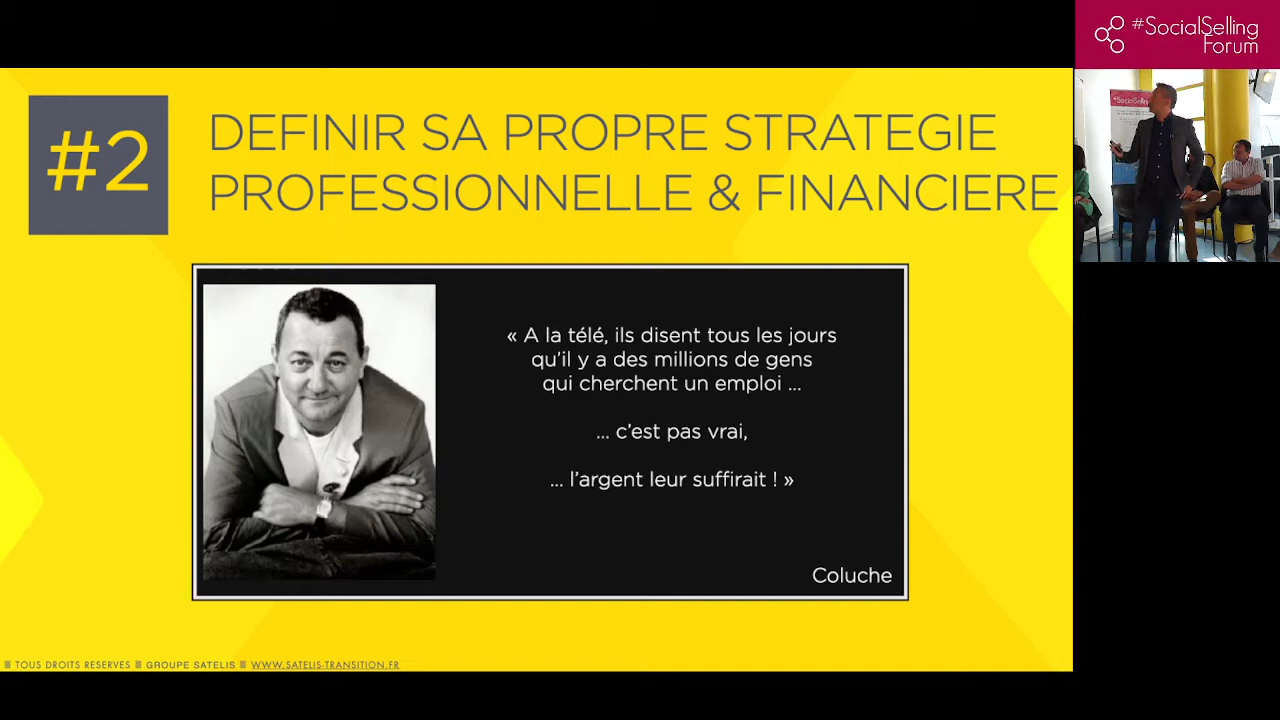 #SocialSelling
Forum
#2
DEFINIR SA PROPRE STRATEGIE
PROFESSIONNELLE & FINANCIERE
#SocialSelling
« A la télé, ils disent tous les jours
qu'il y a des millions de gens
qui cherchent un emploi ...
... c'est pas vrai,
... l'argent leur suffirait ! »
Coluche
TOUS DROITS RESERVES GROUPE SATELIS WWW.SATELIS-TRANSITION.FR